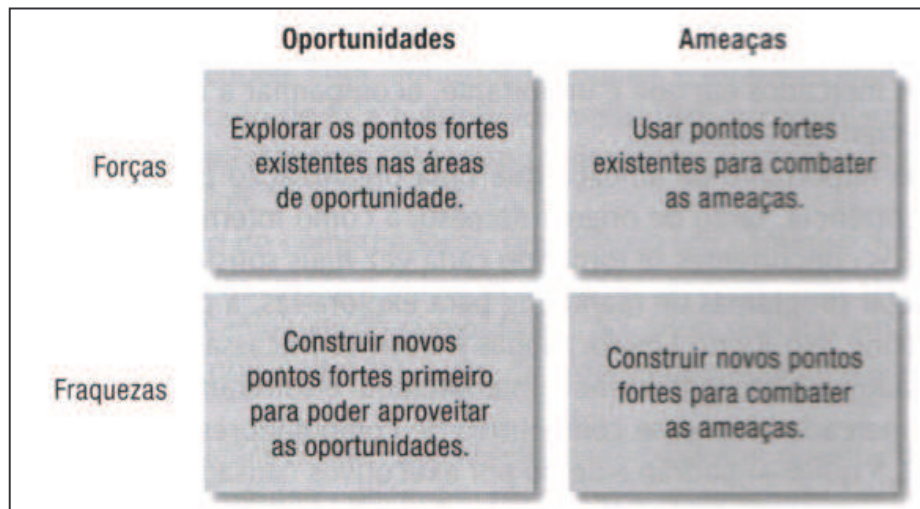 Oportunidades
Ameaças
Forças
Explorar os pontos fortes
existentes nas áreas
de oportunidade.
Usar pontos fortes
existentes para combater
as ameaças.
Fraquezas
Construir novos
pontos fortes primeiro
para poder aproveitar
as oportunidades.
Construir novos pontos
fortes para combater
as ameaças.